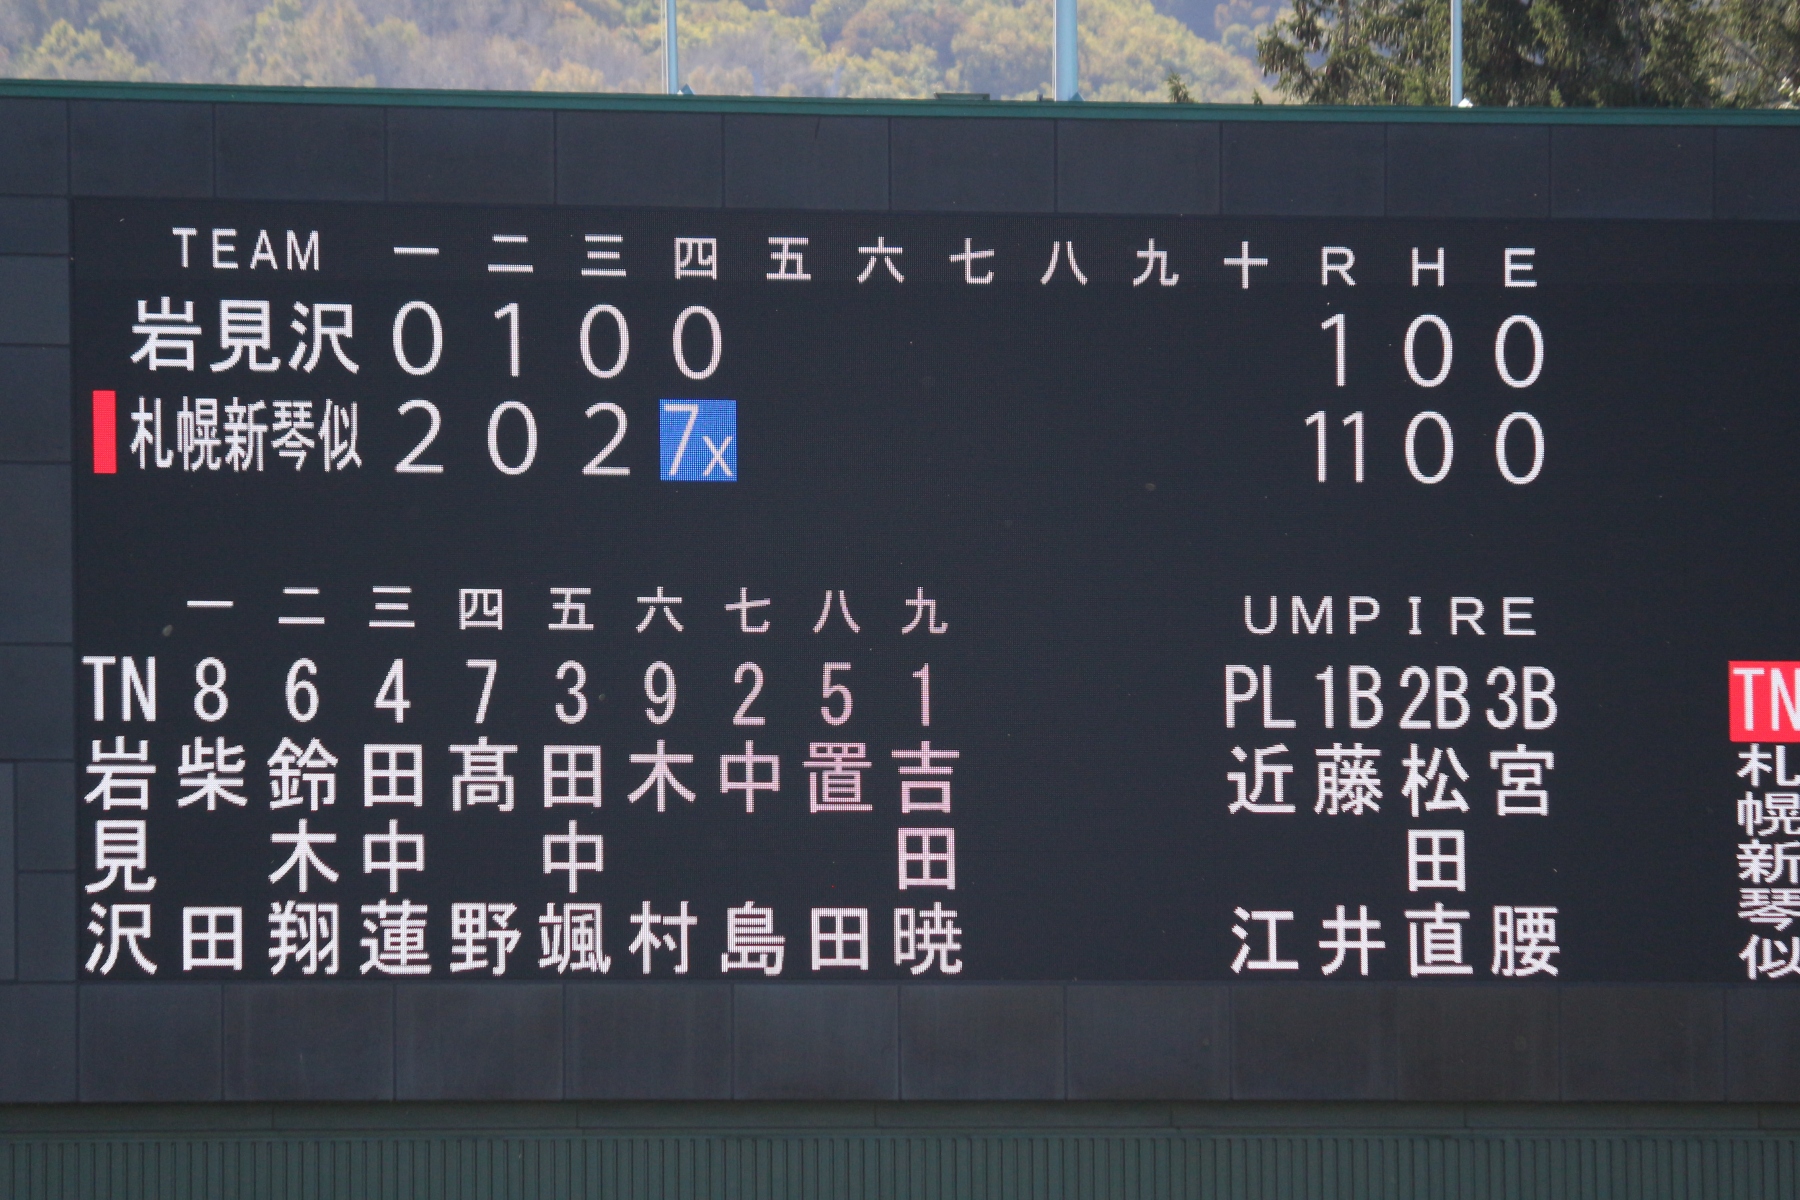 TEAM 一 二 三 四 五 六 七 八 九 十 R H E
岩見沢 0 1 0 0 1 0 0
札幌新琴似 2 0 2 7x 11 0 0
一 二 三 四 五 六 七 八 九
UMPIRE
TN 8 6 4 7 3 9 2 5 1
PL 1B 2B 3B
TN
岩見沢
柴田
鈴木翔
田中蓮
髙野
田中颯
木村
中島
置田
吉田暁
近江
藤井
松田直
宮腰
札幌新琴似